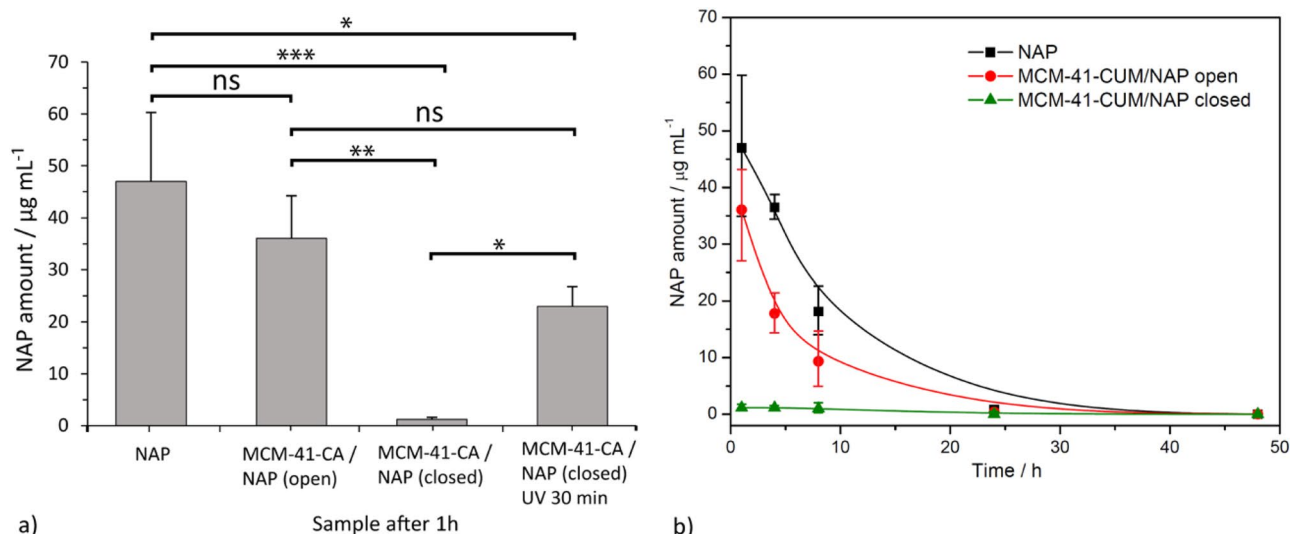 *
***
ns
ns
**
*
70
60
50
40
30
20
10
0
NAP amount / µg mL⁻¹
NAP
MCM-41-CA /
NAP (open)
MCM-41-CA /
NAP (closed)
MCM-41-CA /
NAP (closed)
UV 30 min
Sample after 1h
a)
70
60
50
40
30
20
10
0
NAP amount / µg mL⁻¹
NAP
MCM-41-CUM/NAP open
MCM-41-CUM/NAP closed
0 10 20 30 40 50
Time / h
b)